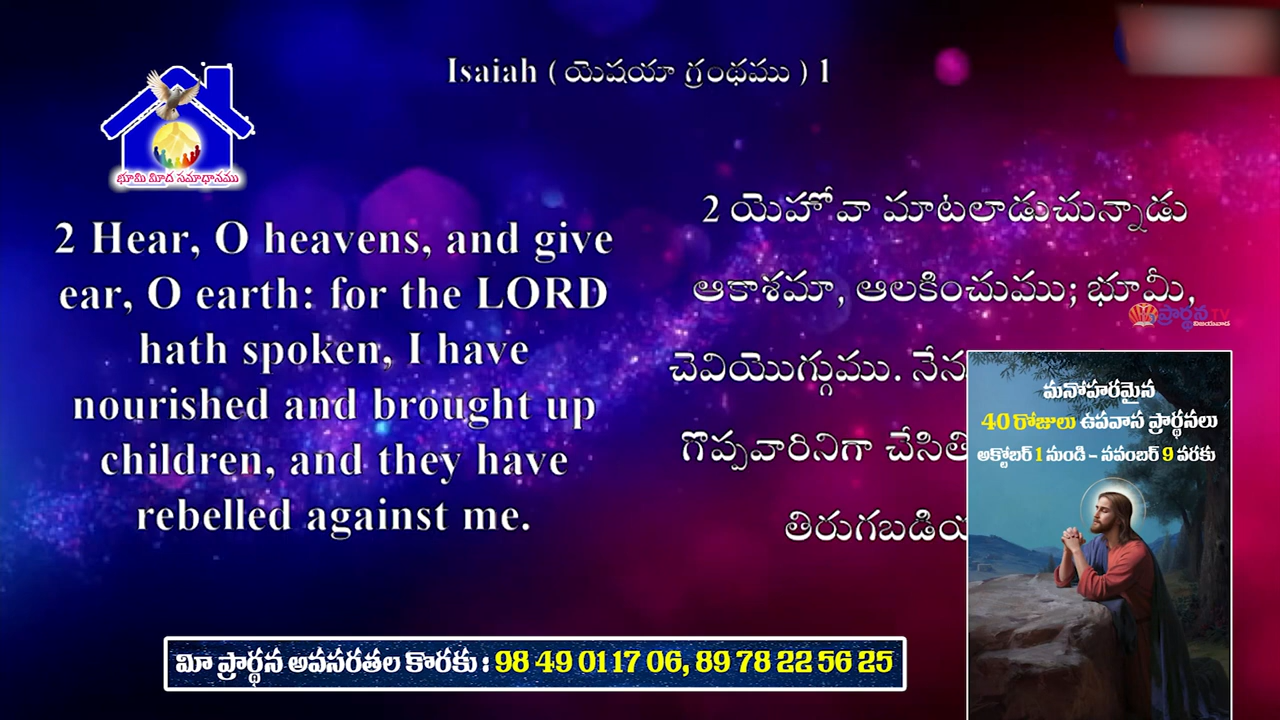 Isaiah ( యెషయా గ్రంథము ) 1
భూమి మీద సమాధానము
2 Hear, O heavens, and give
ear, O earth: for the LORD
hath spoken, I have
nourished and brought up
children, and they have
rebelled against me.
2 యెహోవా మాటలాడుచున్నాడు
ఆకాశమా, ఆలకించుము; భూమీ,
చెవియొగ్గుము. నేన
గొప్పవారినిగా చేసితి
తిరుగబడియ
ప్రార్థన TV
విజయవాడ
మనోహరమైన
40 రోజులు ఉపవాస ప్రార్థనలు
అక్టోబర్ 1 నుండి – నవంబర్ 9 వరకు
మీ ప్రార్థన అవసరతల కొరకు : 98 49 01 17 06, 89 78 22 56 25